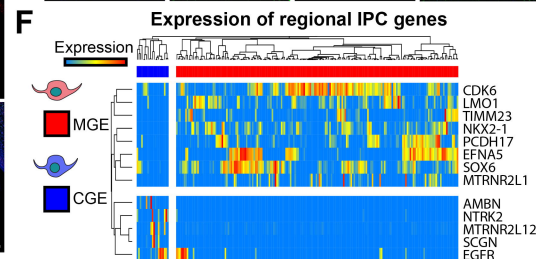 F
Expression of regional IPC genes
Expression
MGE
CGE
CDK6
LMO1
TIMM23
NKX2-1
PCDH17
EFNA5
SOX6
MTRNR2L1
AMBN
NTRK2
MTRNR2L12
SCGN
EGFR